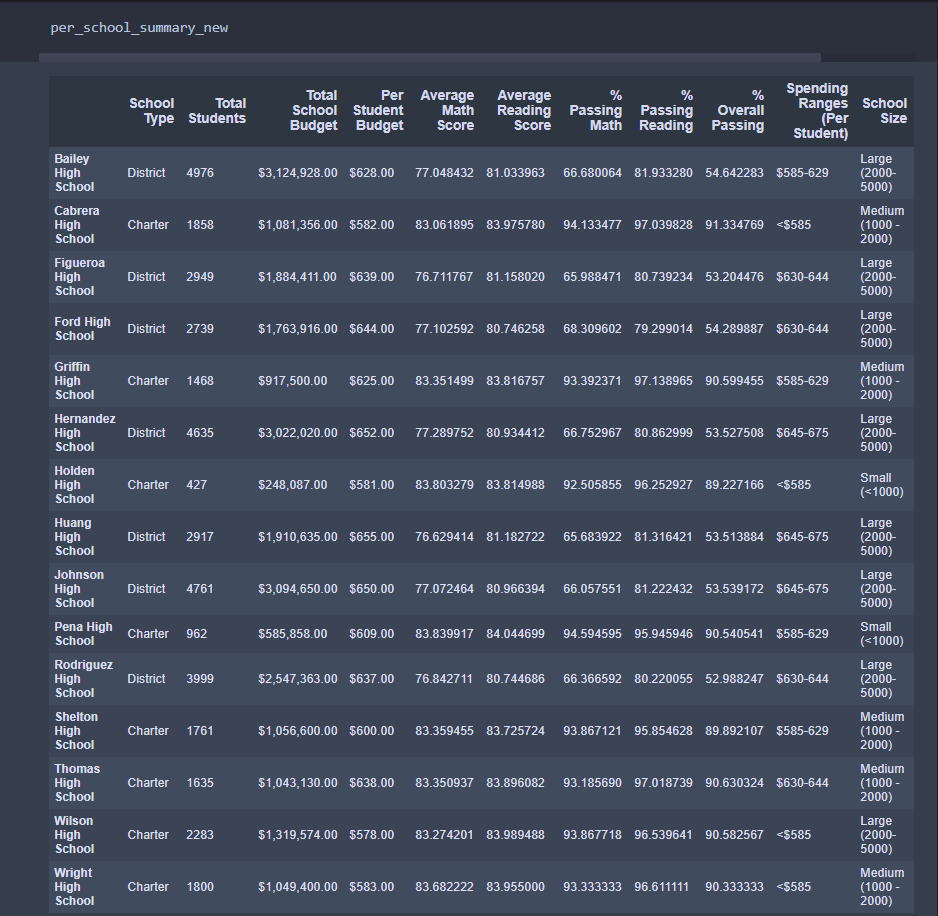 per_school_summary_new
School Type Total Students Total School Budget Per Student Budget Average Math Score Average Reading Score % Passing Math % Passing Reading % Overall Passing Spending Ranges (Per Student) School Size
Bailey High School District 4976 $3,124,928.00 $628.00 77.048432 81.033963 66.680064 81.933280 54.642283 $585-629 Large (2000-5000)
Cabrera High School Charter 1858 $1,081,356.00 $582.00 83.061895 83.975780 94.133477 97.039828 91.334769 <$585 Medium (1000 - 2000)
Figueroa High School District 2949 $1,884,411.00 $639.00 76.711767 81.158020 65.988471 80.739234 53.204476 $630-644 Large (2000-5000)
Ford High School District 2739 $1,763,916.00 $644.00 77.102592 80.746258 68.309602 79.299014 54.289887 $630-644 Large (2000-5000)
Griffin High School Charter 1468 $917,500.00 $625.00 83.351499 83.816757 93.392371 97.138965 90.599455 $585-629 Medium (1000 - 2000)
Hernandez High School District 4635 $3,022,020.00 $652.00 77.289752 80.934412 66.752967 80.862999 53.527508 $645-675 Large (2000-5000)
Holden High School Charter 427 $248,087.00 $581.00 83.803279 83.814988 92.505855 96.252927 89.227166 <$585 Small (<1000)
Huang High School District 2917 $1,910,635.00 $655.00 76.629414 81.182722 65.683922 81.316421 53.513884 $645-675 Large (2000-5000)
Johnson High School District 4761 $3,094,650.00 $650.00 77.072464 80.966394 66.057551 81.222432 53.539172 $645-675 Large (2000-5000)
Pena High School Charter 962 $585,858.00 $609.00 83.839917 84.044699 94.594595 95.945946 90.540541 $585-629 Small (<1000)
Rodriguez High School District 3999 $2,547,363.00 $637.00 76.842711 80.744686 66.366592 80.220055 52.988247 $630-644 Large (2000-5000)
Shelton High School Charter 1761 $1,056,600.00 $600.00 83.359455 83.725724 93.867121 95.854628 89.892107 $585-629 Medium (1000 - 2000)
Thomas High School Charter 1635 $1,043,130.00 $638.00 83.350937 83.896082 93.185690 97.018739 90.630324 $630-644 Medium (1000 - 2000)
Wilson High School Charter 2283 $1,319,574.00 $578.00 83.274201 83.989488 93.867718 96.539641 90.582567 <$585 Large (2000-5000)
Wright High School Charter 1800 $1,049,400.00 $583.00 83.682222 83.955000 93.333333 96.611111 90.333333 <$585 Medium (1000 - 2000)